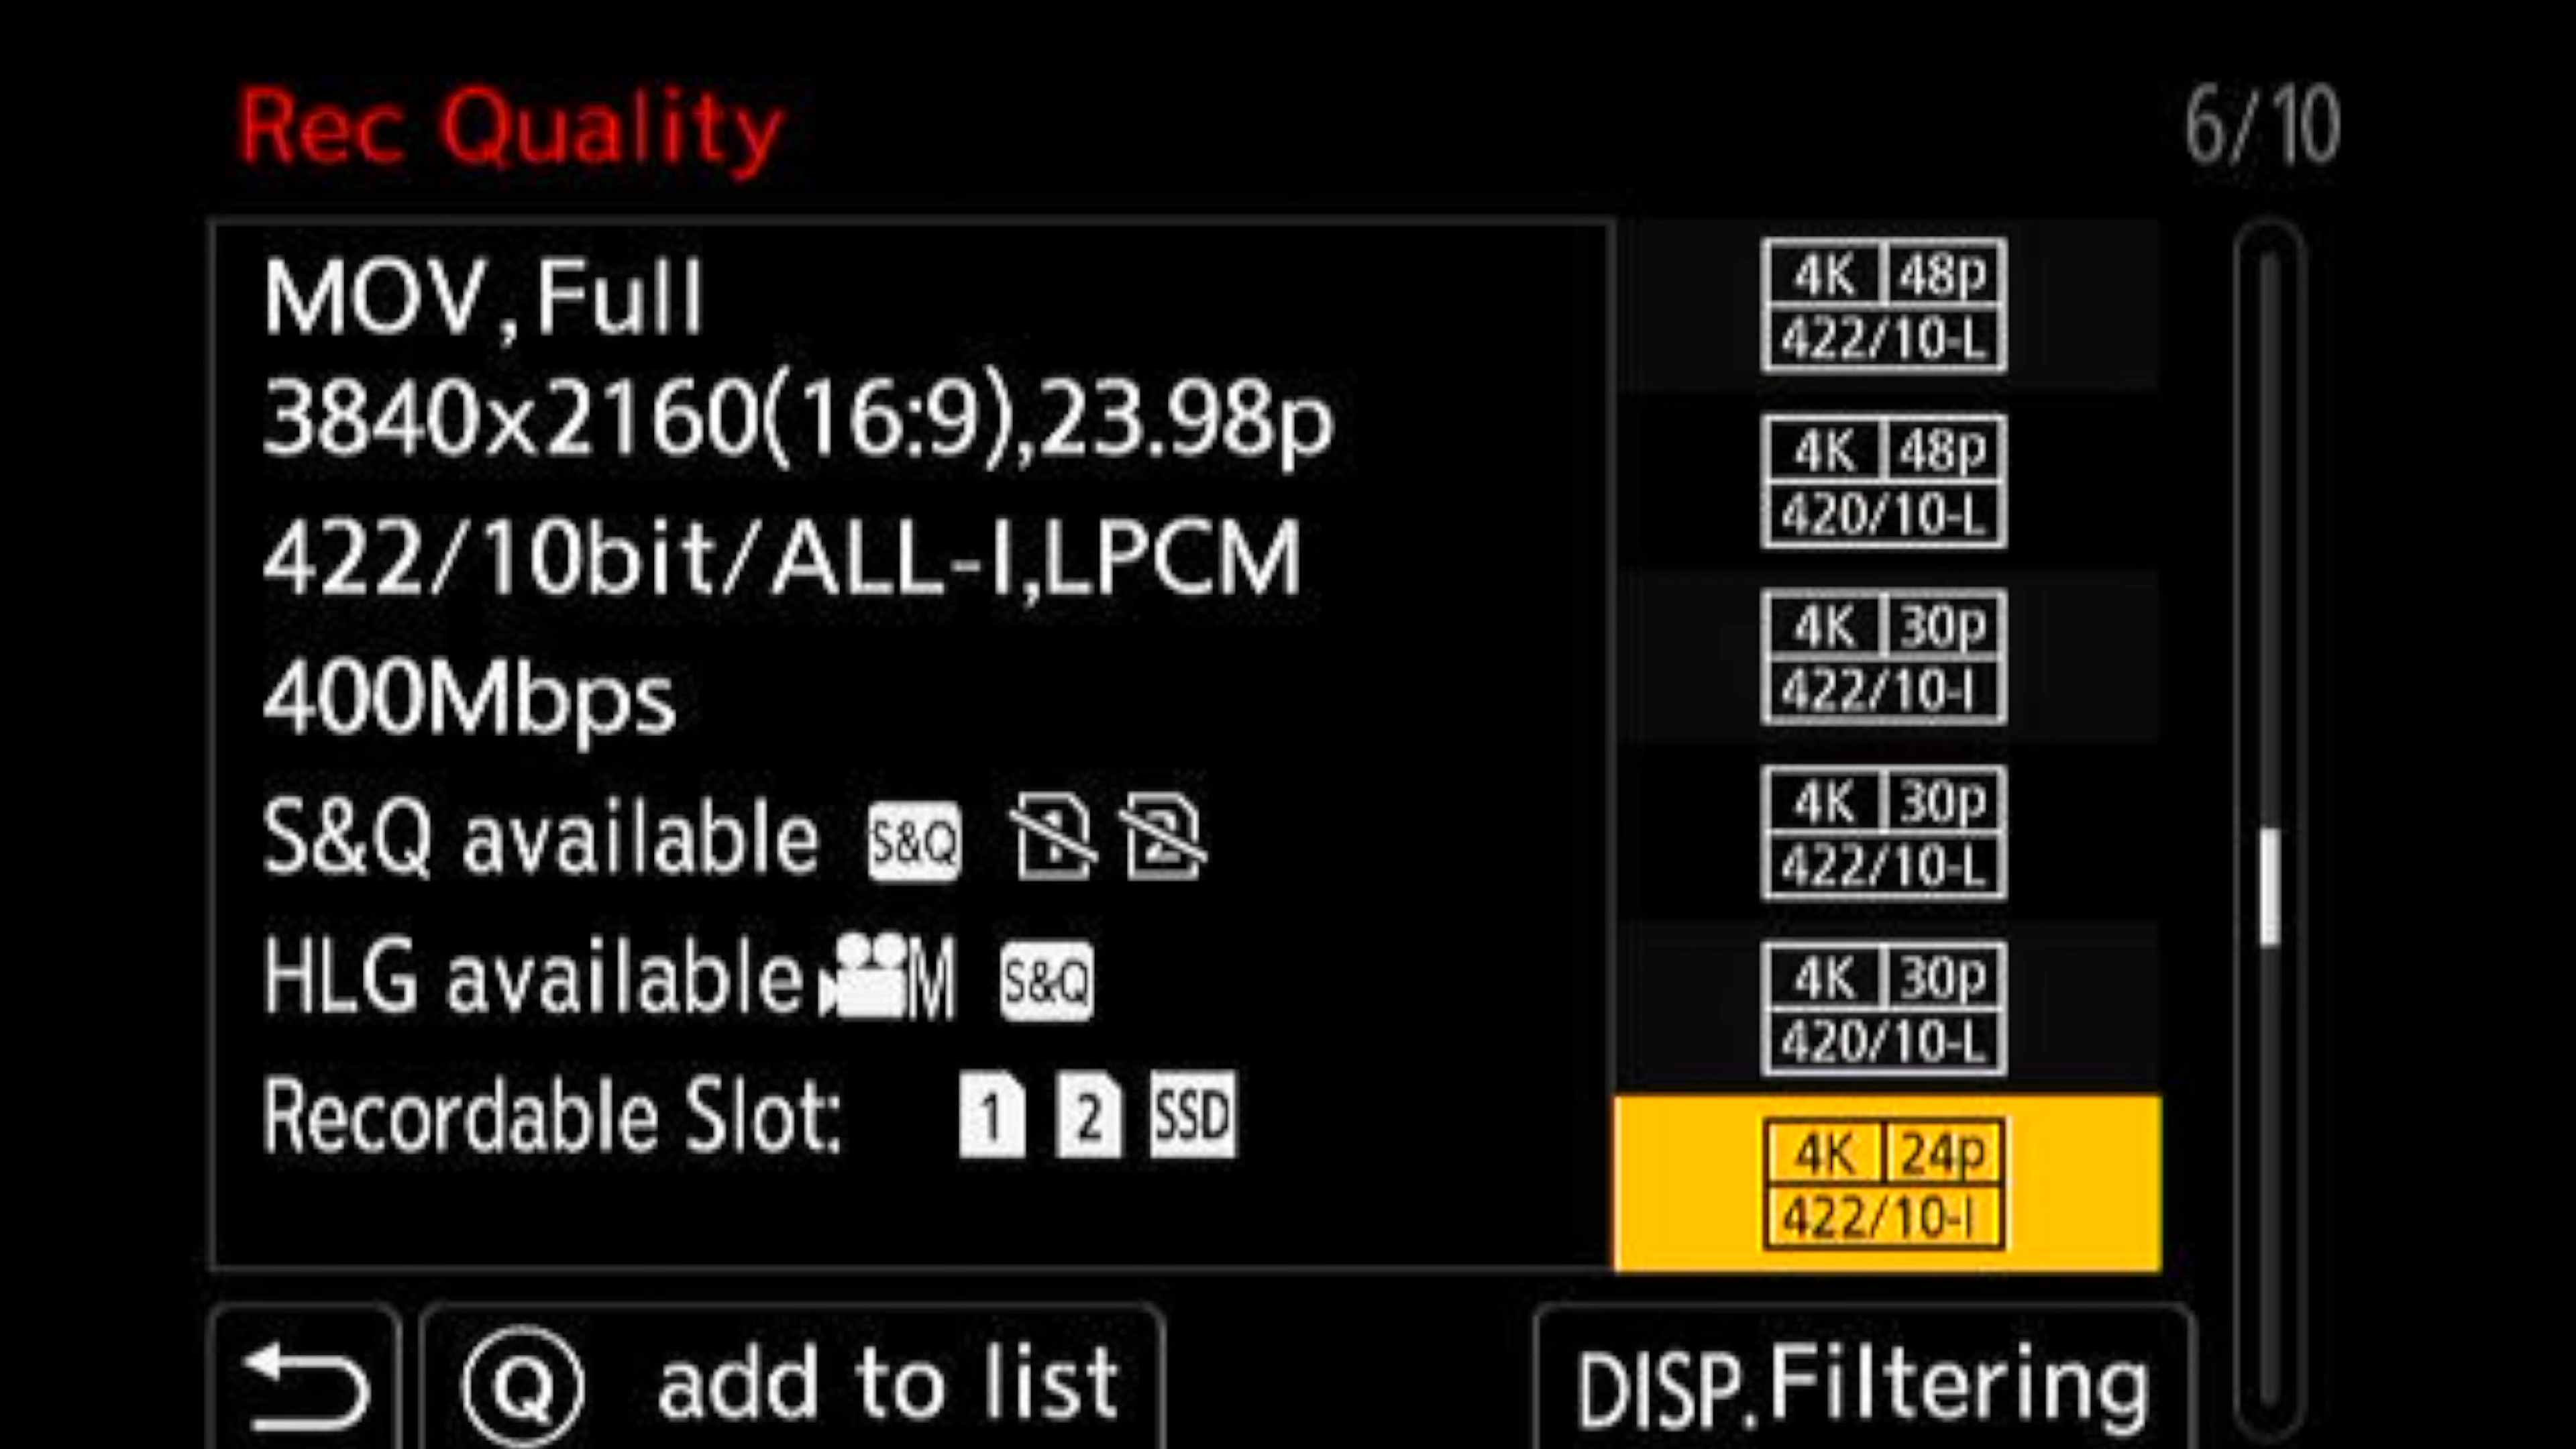 Rec Quality
6/10
MOV,Full
3840x2160(16:9),23.98p
422/10bit/ALL-I,LPCM
400Mbps
S&Q available S&Q 1 2
HLG available M S&Q
Recordable Slot: 1 2 SSD
4K 48p
422/10-L
4K 48p
420/10-L
4K 30p
422/10-I
4K 30p
422/10-L
4K 30p
420/10-L
4K 24p
422/10-I
Q add to list
DISP.Filtering